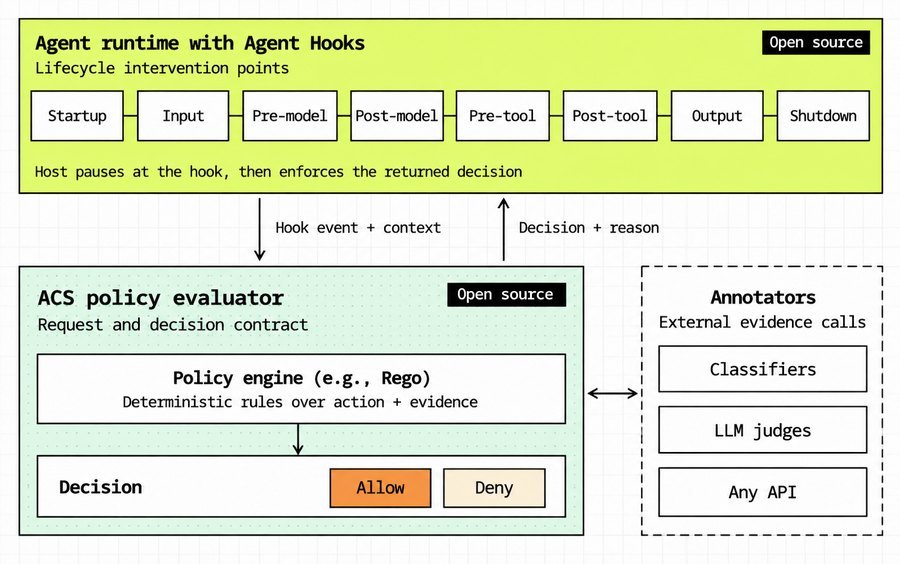 Agent runtime with Agent Hooks
Open source
Lifecycle intervention points
Startup
Input
Pre-model
Post-model
Pre-tool
Post-tool
Output
Shutdown
Host pauses at the hook, then enforces the returned decision
Hook event + context
Decision + reason
ACS policy evaluator
Open source
Request and decision contract
Policy engine (e.g., Rego)
Deterministic rules over action + evidence
Decision
Allow
Deny
Annotators
External evidence calls
Classifiers
LLM judges
Any API